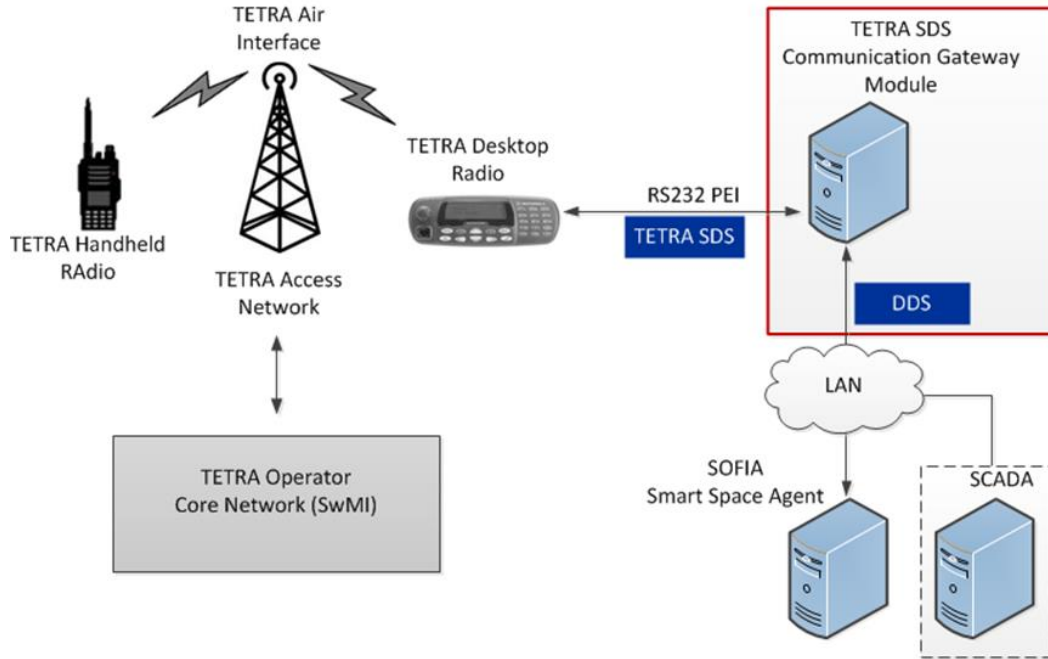 TETRA Air
Interface
TETRA SDS
Communication Gateway
Module
TETRA Desktop
Radio
RS232 PEI
TETRA SDS
TETRA Handheld
RAdio
TETRA Access
Network
DDS
LAN
TETRA Operator
Core Network (SwMI)
SOFIA
Smart Space Agent
SCADA